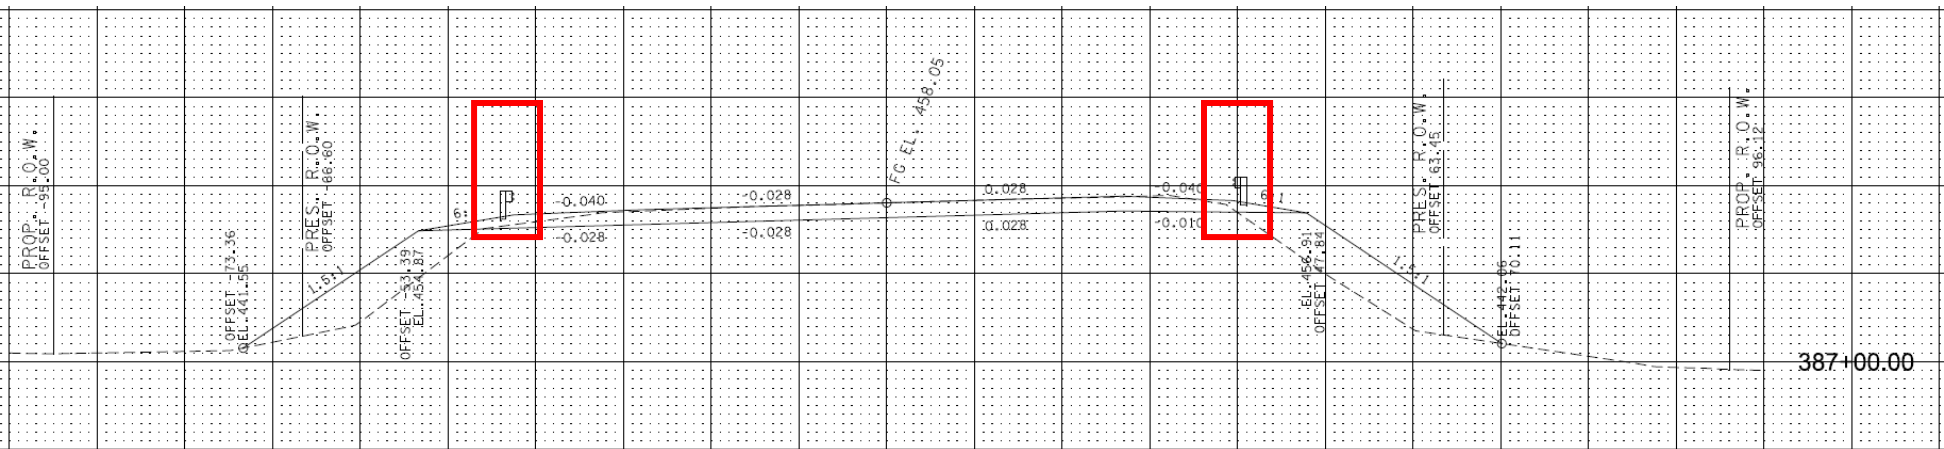 PROP. R.O.W.
OFFSET -95.00
OFFSET -73.36
EL.441.55
PRES. R.O.W.
OFFSET -66.60
1.5:1
OFFSET -53.39
EL.454.87
6:
-0.040
-0.028
-0.028
-0.028
FG EL. 458.05
0.028
0.028
-0.040
-0.010
6:1
EL.456.91
OFFSET 47.84
1.5:1
PRES. R.O.W.
OFFSET 63.45
EL.442.06
OFFSET 70.11
PROP. R.O.W.
OFFSET 96.12
387+00.00